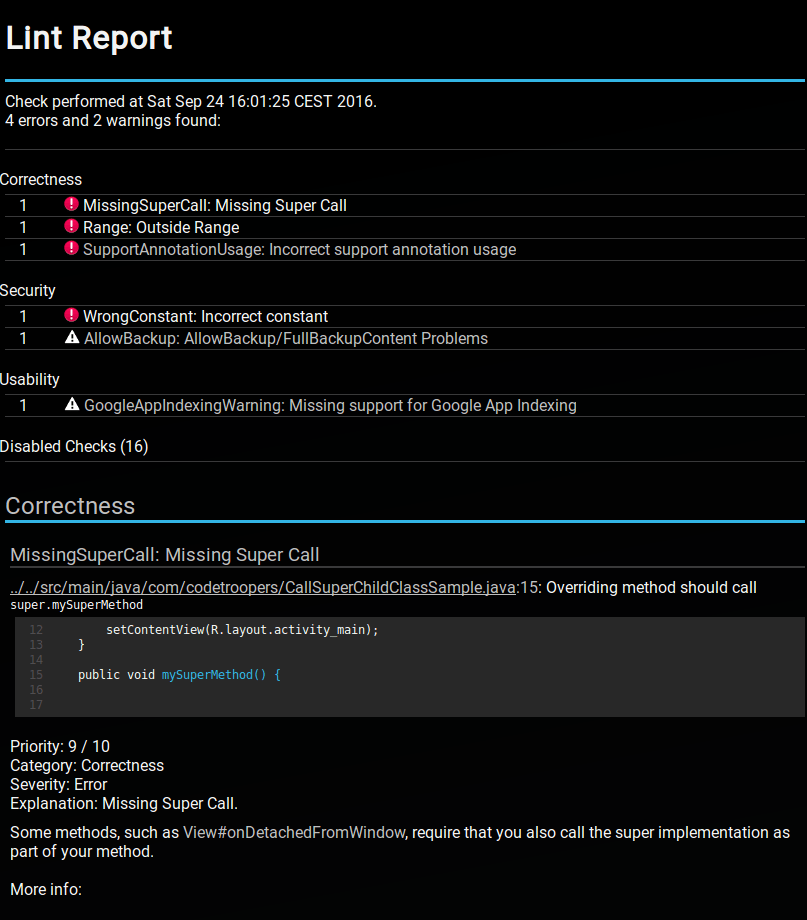 Lint Report
Check performed at Sat Sep 24 16:01:25 CEST 2016.
4 errors and 2 warnings found:
Correctness
1 MissingSuperCall: Missing Super Call
1 Range: Outside Range
1 SupportAnnotationUsage: Incorrect support annotation usage
Security
1 WrongConstant: Incorrect constant
1 AllowBackup: AllowBackup/FullBackupContent Problems
Usability
1 GoogleAppIndexingWarning: Missing support for Google App Indexing
Disabled Checks (16)
Correctness
MissingSuperCall: Missing Super Call
../../src/main/java/com/codetroopers/CallSuperChildClassSample.java:15: Overriding method should call
super.mySuperMethod
12 setContentView(R.layout.activity_main);
13 }
14
15 public void mySuperMethod() {
16
17
Priority: 9 / 10
Category: Correctness
Severity: Error
Explanation: Missing Super Call.
Some methods, such as View#onDetachedFromWindow, require that you also call the super implementation as
part of your method.
More info: